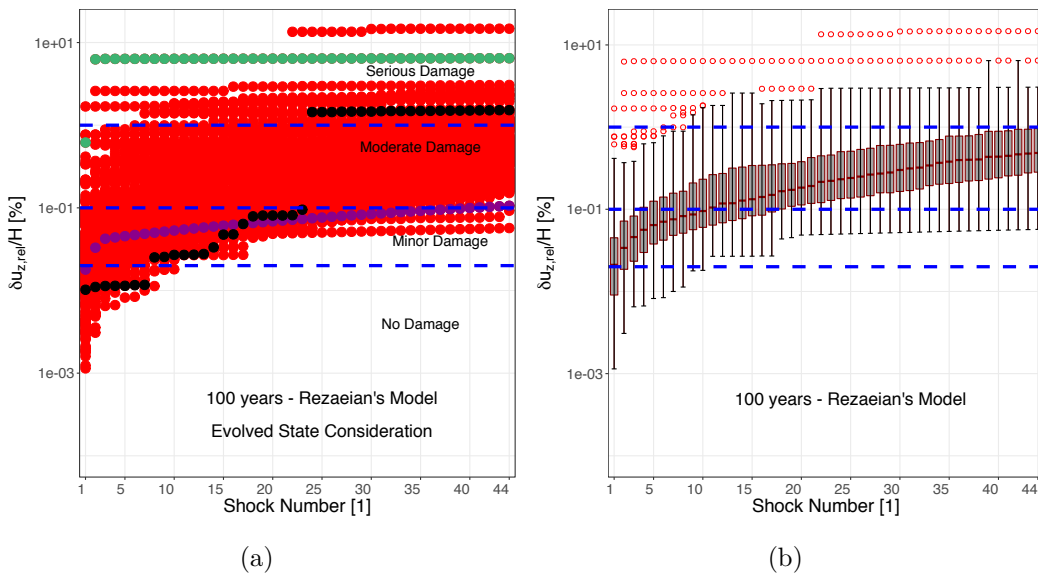 1e+01
1e-01
1e-03
δu_{z,rel}/H [%]
Serious Damage
Moderate Damage
Minor Damage
No Damage
100 years - Rezaeian's Model
Evolved State Consideration
1 5 10 15 20 25 30 35 40 44
Shock Number [1]
(a)
1e+01
1e-01
1e-03
δu_{z,rel}/H [%]
100 years - Rezaeian's Model
1 5 10 15 20 25 30 35 40 44
Shock Number [1]
(b)